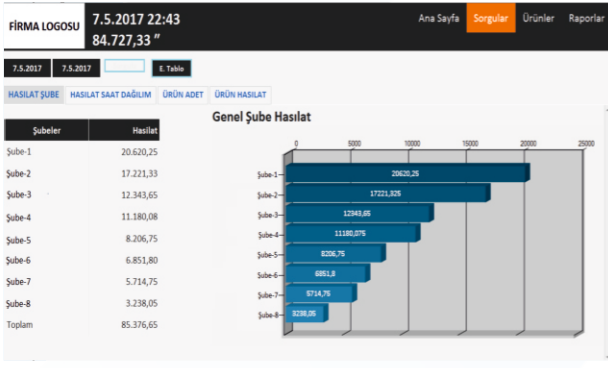 FİRMA LOGOSU
7.5.2017 22:43
84.727,33 "
Ana Sayfa Sorgular Ürünler Raporlar
7.5.2017 7.5.2017 E. Tablo
HASILAT ŞUBE HASILAT SAAT DAĞILIM ÜRÜN ADET ÜRÜN HASILAT
Şubeler Hasilat
Şube-1 20.620,25
Şube-2 17.221,33
Şube-3 12.343,65
Şube-4 11.180,08
Şube-5 8.206,75
Şube-6 6.851,80
Şube-7 5.714,75
Şube-8 3.238,05
Toplam 85.376,65
Genel Şube Hasılat
0 5000 10000 15000 20000 25000
Şube-1 20620,25
Şube-2 17221,325
Şube-3 12343,65
Şube-4 11180,075
Şube-5 8206,75
Şube-6 6851,8
Şube-7 5714,75
Şube-8 3238,05